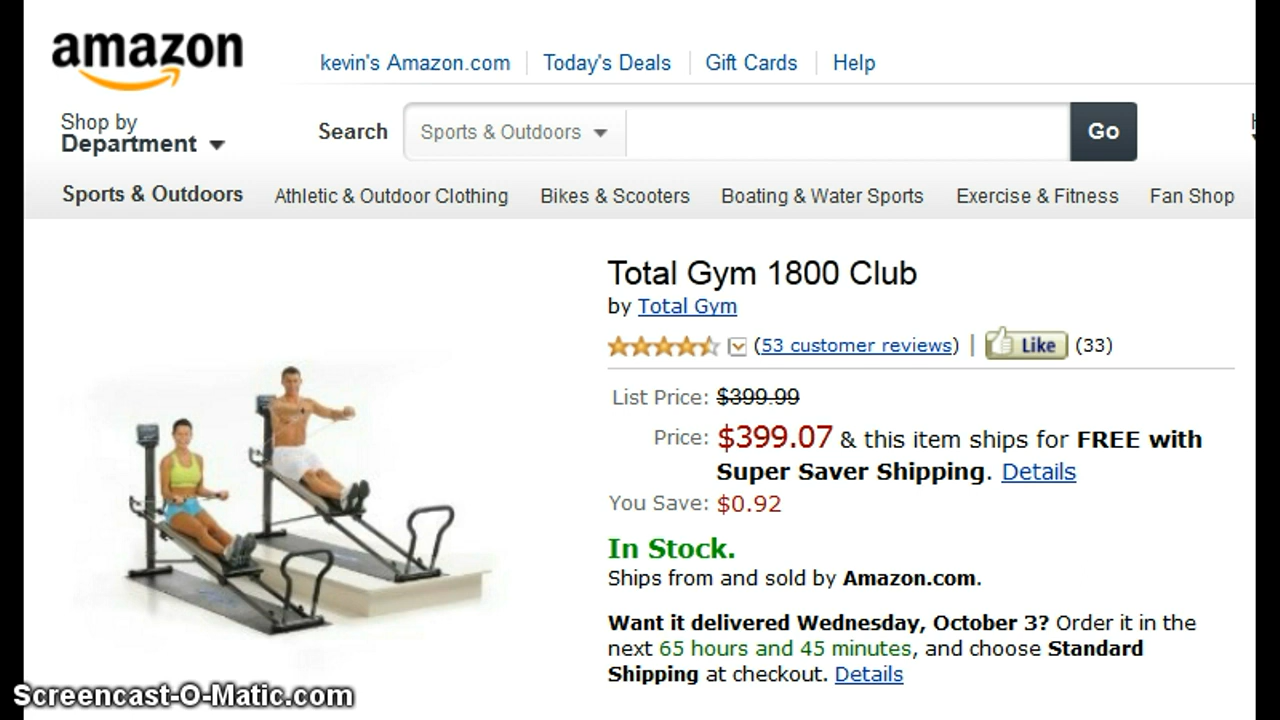 amazon
kevin's Amazon.com
Today's Deals
Gift Cards
Help
Shop by
Department
Search
Sports & Outdoors
Go
Sports & Outdoors
Athletic & Outdoor Clothing
Bikes & Scooters
Boating & Water Sports
Exercise & Fitness
Fan Shop
Total Gym 1800 Club
by Total Gym
(53 customer reviews) | Like (33)
List Price: $399.99
Price: $399.07 & this item ships for FREE with
Super Saver Shipping. Details
You Save: $0.92
In Stock.
Ships from and sold by Amazon.com.
Want it delivered Wednesday, October 3? Order it in the
next 65 hours and 45 minutes, and choose Standard
Shipping at checkout. Details
Screencast-O-Matic.com